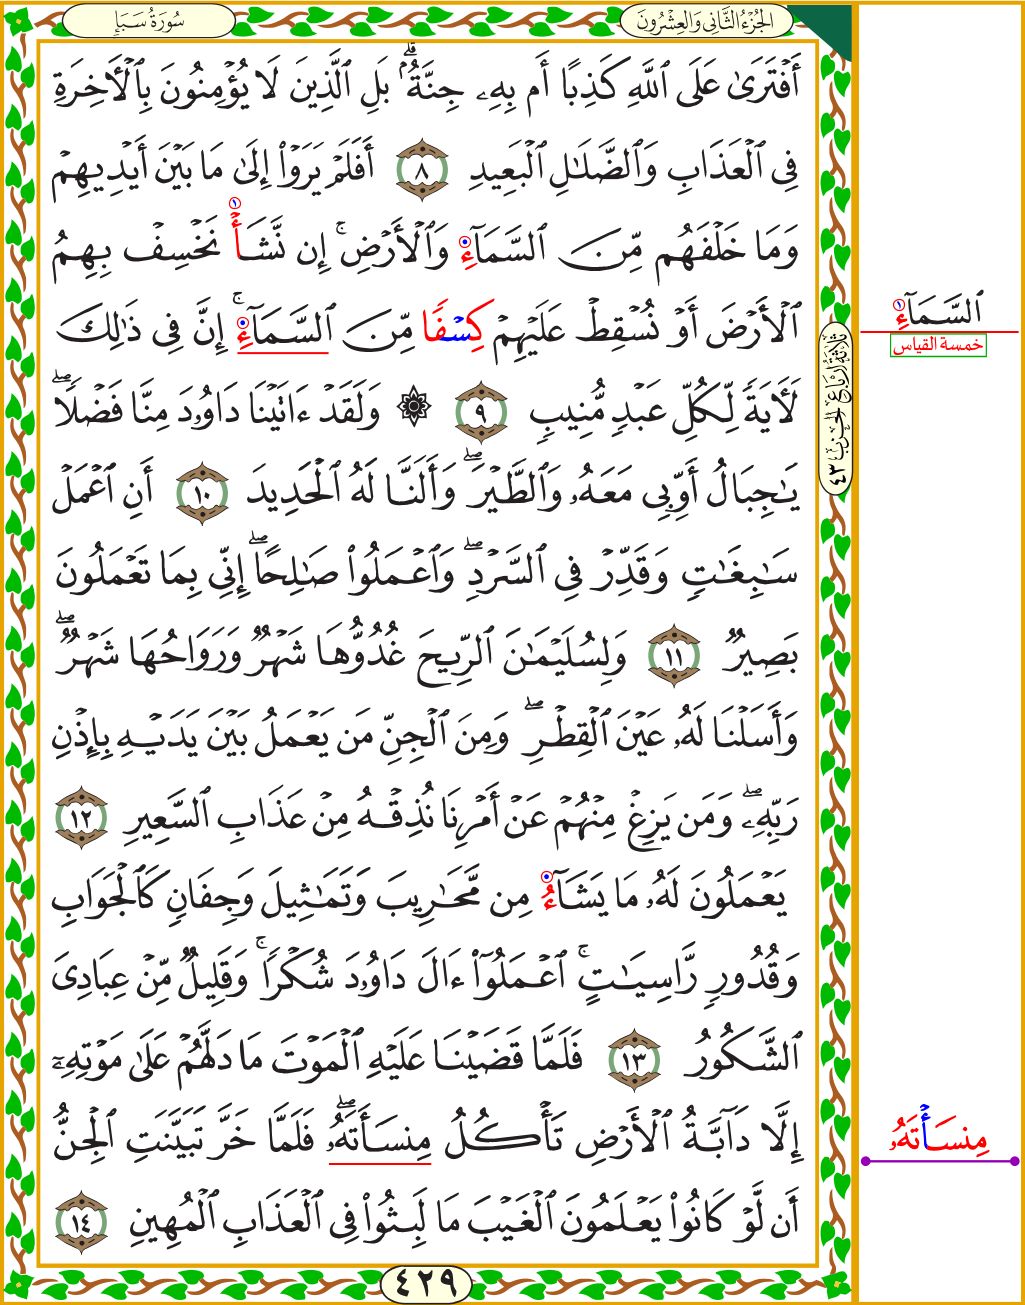 الجُزْءُ الثَّانِي وَالعِشْرُونَ
سُورَةُ سَبَإٍ
أَفْتَرَىٰ عَلَى ٱللَّهِ كَذِبًا أَم بِهِۦ جِنَّةُۢۗ بَلِ ٱلَّذِينَ لَا يُؤْمِنُونَ بِٱلْأَخِرَةِ
فِى ٱلْعَذَابِ وَٱلضَّلَٰلِ ٱلْبَعِيدِ ٨ أَفَلَمْ يَرَوْا۟ إِلَىٰ مَا بَيْنَ أَيْدِيهِمْ
وَمَا خَلْفَهُم مِّنَ ٱلسَّمَآءِ وَٱلْأَرْضِۚ إِن نَّشَأْ نَخْسِفْ بِهِمُ
ٱلْأَرْضَ أَوْ نُسْقِطْ عَلَيْهِمْ كِسْفًا مِّنَ ٱلسَّمَآءِۚ إِنَّ فِى ذَٰلِكَ
لَأَيَةً لِّكُلِّ عَبْدٍ مُّنِيبٍ ٩ ۞ وَلَقَدْ ءَاتَيْنَا دَاوُۥدَ مِنَّا فَضْلًاۖ
يَٰجِبَالُ أَوِّبِى مَعَهُۥ وَٱلطَّيْرَۖ وَأَلَنَّا لَهُ ٱلْحَدِيدَ ١٠ أَنِ ٱعْمَلْ
سَٰبِغَٰتٍ وَقَدِّرْ فِى ٱلسَّرْدِۖ وَٱعْمَلُوا۟ صَٰلِحًاۖ إِنِّى بِمَا تَعْمَلُونَ
بَصِيرٌ ١١ وَلِسُلَيْمَٰنَ ٱلرِّيحَ غُدُوُّهَا شَهْرٌ وَرَوَاحُهَا شَهْرٌۖ
وَأَسَلْنَا لَهُۥ عَيْنَ ٱلْقِطْرِۖ وَمِنَ ٱلْجِنِّ مَن يَعْمَلُ بَيْنَ يَدَيْهِ بِإِذْنِ
رَبِّهِۦۖ وَمَن يَزِغْ مِنْهُمْ عَنْ أَمْرِنَا نُذِقْهُ مِنْ عَذَابِ ٱلسَّعِيرِ ١٢
يَعْمَلُونَ لَهُۥ مَا يَشَآءُ مِن مَّحَٰرِيبَ وَتَمَٰثِيلَ وَجِفَانٍ كَٱلْجَوَابِ
وَقُدُورٍ رَّاسِيَٰتٍۚ ٱعْمَلُوٓا۟ ءَالَ دَاوُۥدَ شُكْرًاۚ وَقَلِيلٌ مِّنْ عِبَادِىَ
ٱلشَّكُورُ ١٣ فَلَمَّا قَضَيْنَا عَلَيْهِ ٱلْمَوْتَ مَا دَلَّهُمْ عَلَىٰ مَوْتِهِۦٓ
إِلَّا دَآبَّةُ ٱلْأَرْضِ تَأْكُلُ مِنسَأَتَهُۥۖ فَلَمَّا خَرَّ تَبَيَّنَتِ ٱلْجِنُّ
أَن لَّوْ كَانُوا۟ يَعْلَمُونَ ٱلْغَيْبَ مَا لَبِثُوا۟ فِى ٱلْعَذَابِ ٱلْمُهِينِ ١٤
٤٢٩
ثَلَاثَةُ أَرْبَاعِ الحِزْبِ ٤٣
ٱلسَّمَآءِ
خمسة القياس
مِنسَأْتَهُۥ